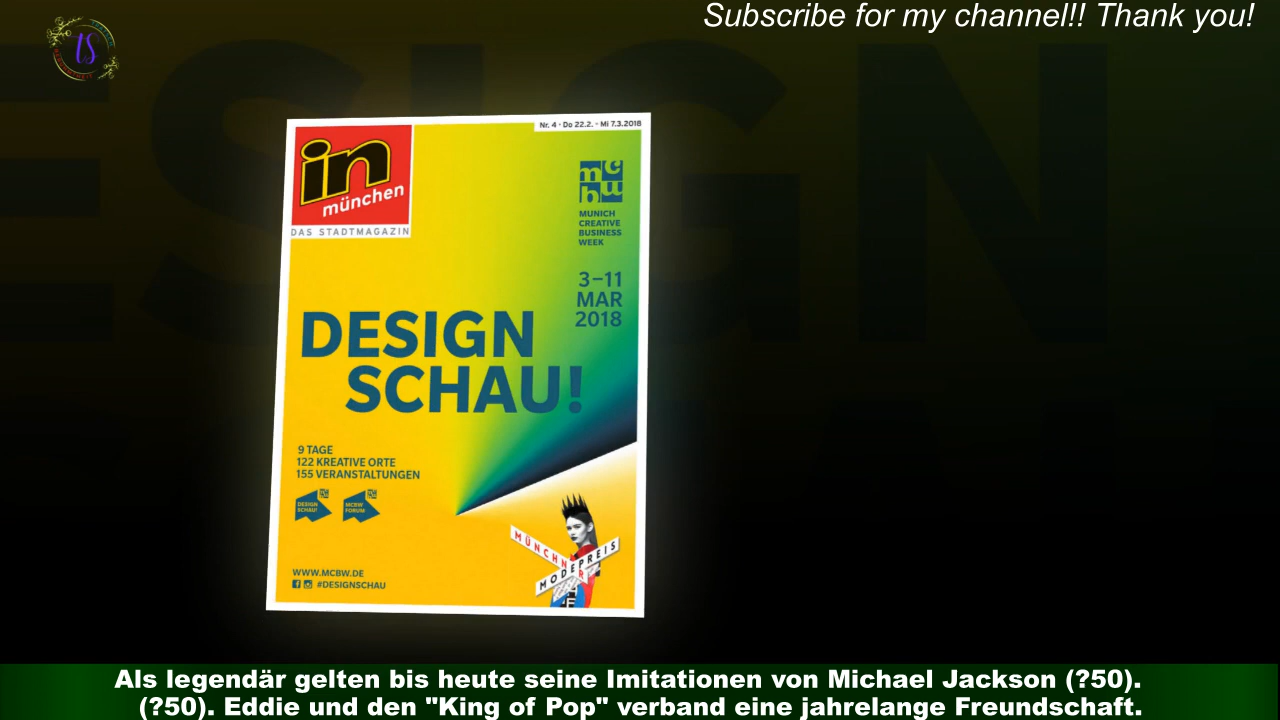 Subscribe for my channel!! Thank you!
LS
Nr. 4 · Do 22.2. – Mi 7.3.2018
in
münchen
DAS STADTMAGAZIN
mc
bw
MUNICH
CREATIVE
BUSINESS
WEEK
3–11
MAR
2018
DESIGN
SCHAU!
9 TAGE
122 KREATIVE ORTE
155 VERANSTALTUNGEN
DESIGN
SCHAU!
MCBW
FORUM
MÜNCHNER
MODEPREIS
WWW.MCBW.DE
#DESIGNSCHAU
Als legendär gelten bis heute seine Imitationen von Michael Jackson (?50).
(?50). Eddie und den "King of Pop" verband eine jahrelange Freundschaft.